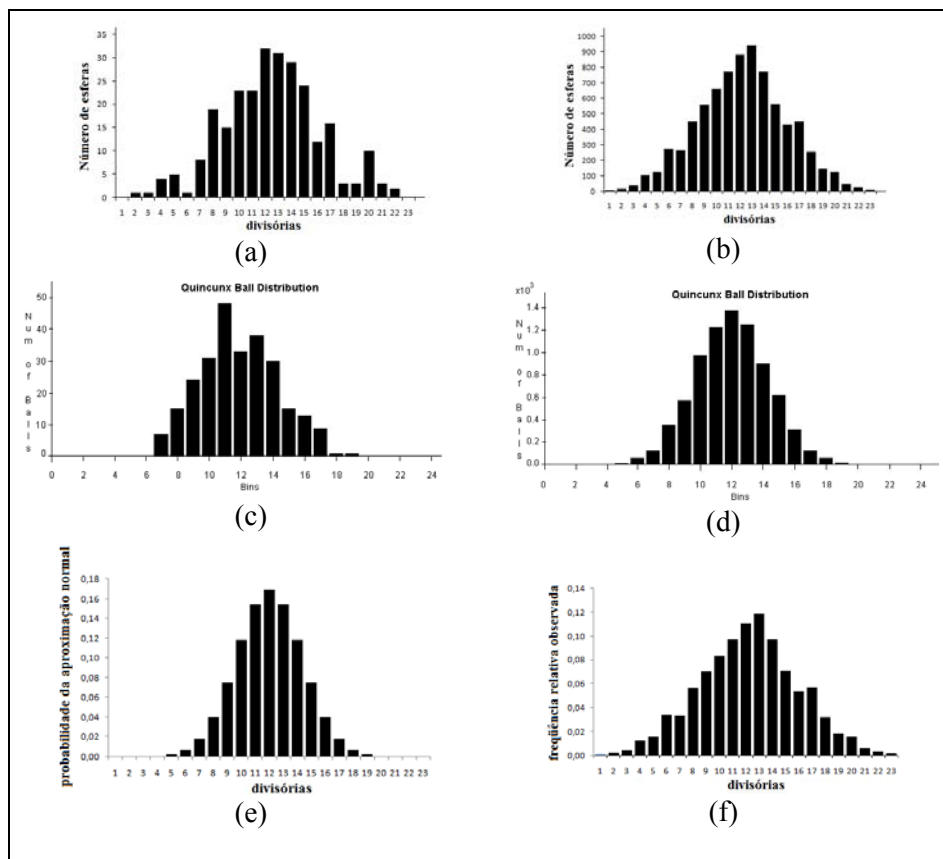 35
30
25
20
15
10
5
0
Número de esferas
1 2 3 4 5 6 7 8 9 10 11 12 13 14 15 16 17 18 19 20 21 22 23
divisórias
(a)
1000
900
800
700
600
500
400
300
200
100
0
Número de esferas
1 2 3 4 5 6 7 8 9 10 11 12 13 14 15 16 17 18 19 20 21 22 23
divisórias
(b)
Quincunx Ball Distribution
50
40
30
20
10
0
Num of Balls
0 2 4 6 8 10 12 14 16 18 20 22 24
Bins
(c)
Quincunx Ball Distribution
x10³
1.4
1.2
1.0
0.8
0.6
0.4
0.2
0.0
Num of Balls
0 2 4 6 8 10 12 14 16 18 20 22 24
Bins
(d)
probabilidade da aproximação normal
0,18
0,16
0,14
0,12
0,10
0,08
0,06
0,04
0,02
0,00
1 2 3 4 5 6 7 8 9 10 11 12 13 14 15 16 17 18 19 20 21 22 23
divisórias
(e)
freqüência relativa observada
0,14
0,12
0,10
0,08
0,06
0,04
0,02
0,00
1 2 3 4 5 6 7 8 9 10 11 12 13 14 15 16 17 18 19 20 21 22 23
divisórias
(f)